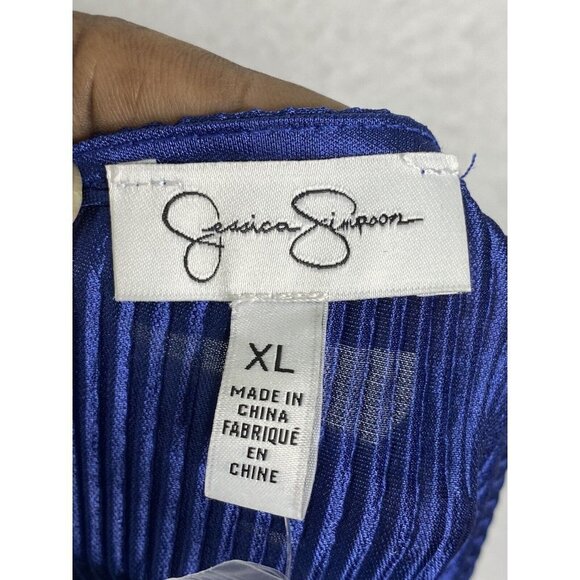 Jessica Simpson
XL
MADE IN
CHINA
FABRIQUÉ
EN
CHINE